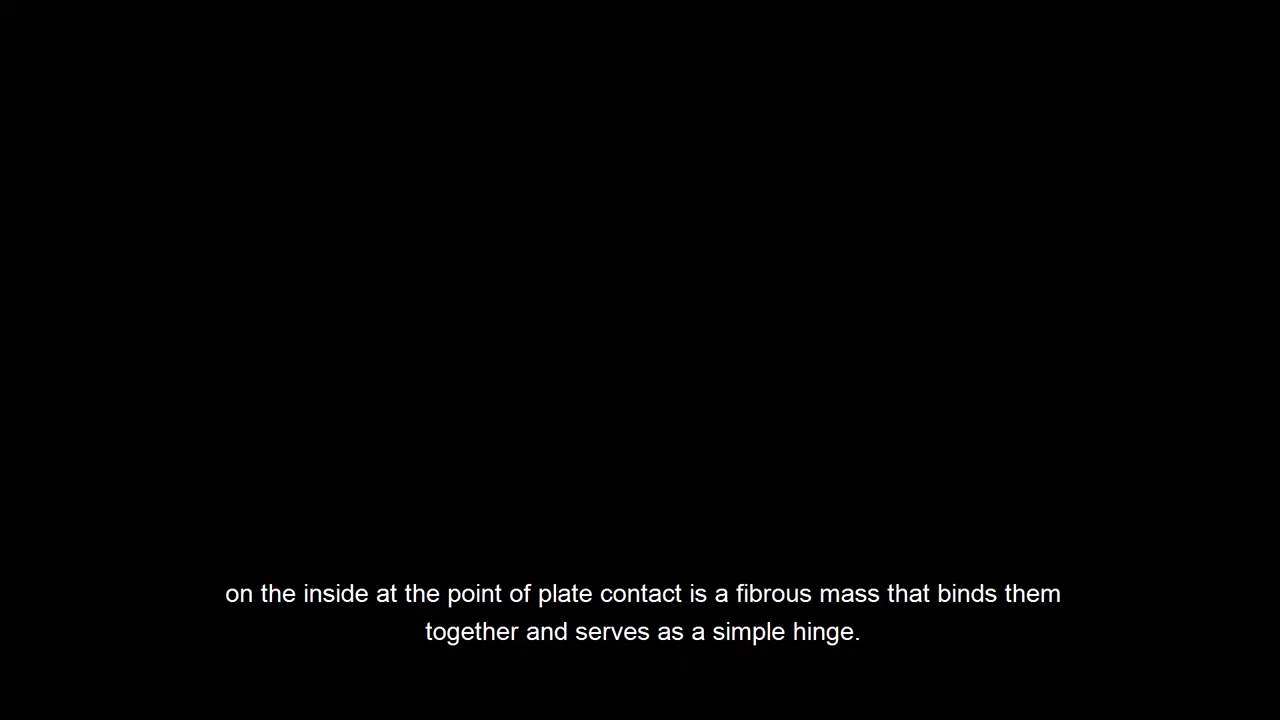 on the inside at the point of plate contact is a fibrous mass that binds them
together and serves as a simple hinge.